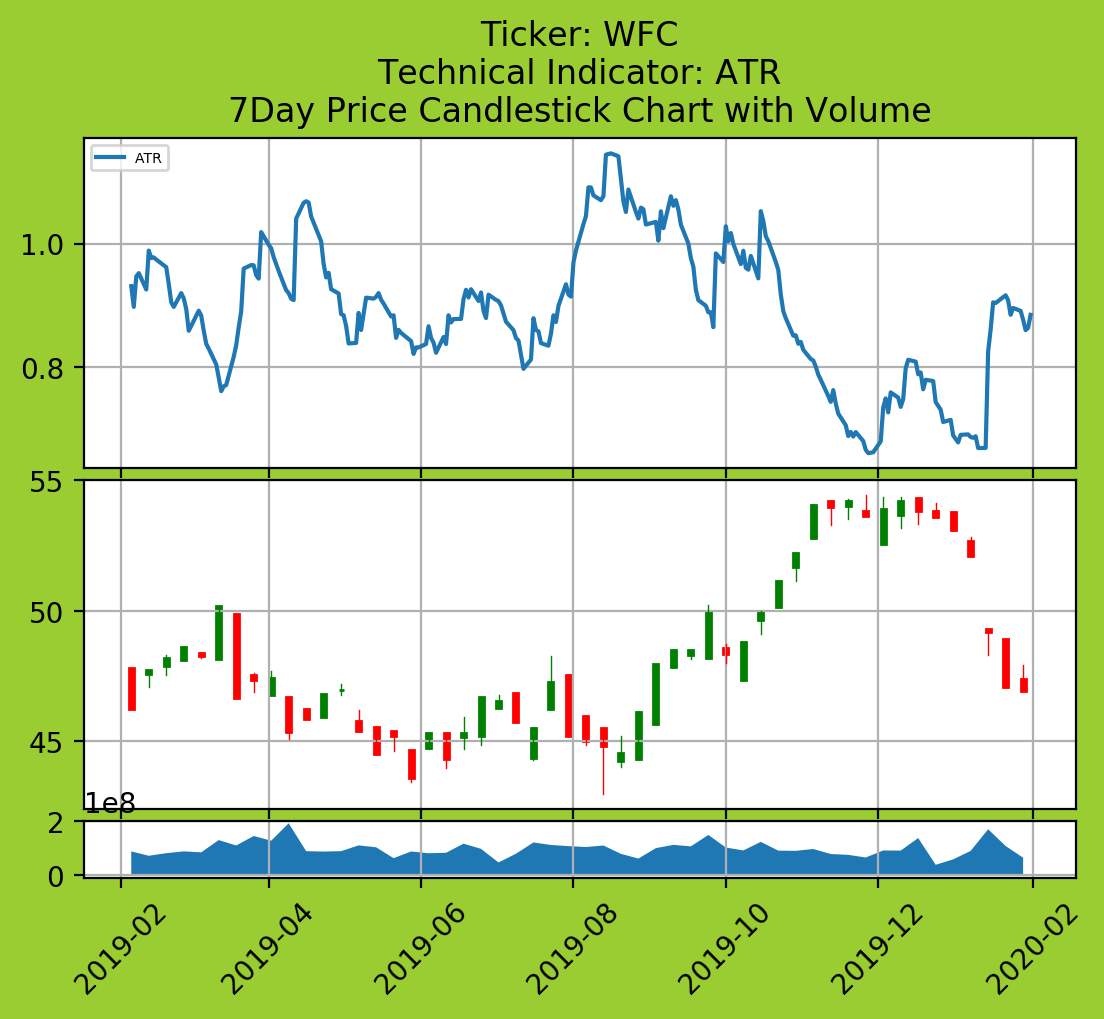 Ticker: WFC
Technical Indicator: ATR
7Day Price Candlestick Chart with Volume
ATR
1.0
0.8
55
50
45
1e8
2
0
2019-02
2019-04
2019-06
2019-08
2019-10
2019-12
2020-02